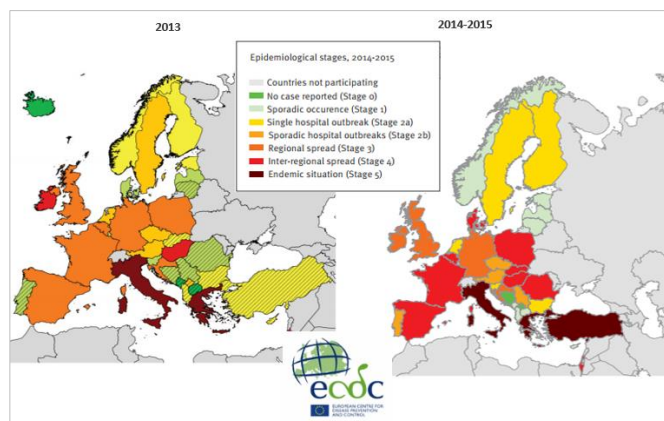 2013
2014-2015
Epidemiological stages, 2014-2015
Countries not participating
No case reported (Stage 0)
Sporadic occurence (Stage 1)
Single hospital outbreak (Stage 2a)
Sporadic hospital outbreaks (Stage 2b)
Regional spread (Stage 3)
Inter-regional spread (Stage 4)
Endemic situation (Stage 5)
ecdc
EUROPEAN CENTRE FOR
DISEASE PREVENTION
AND CONTROL